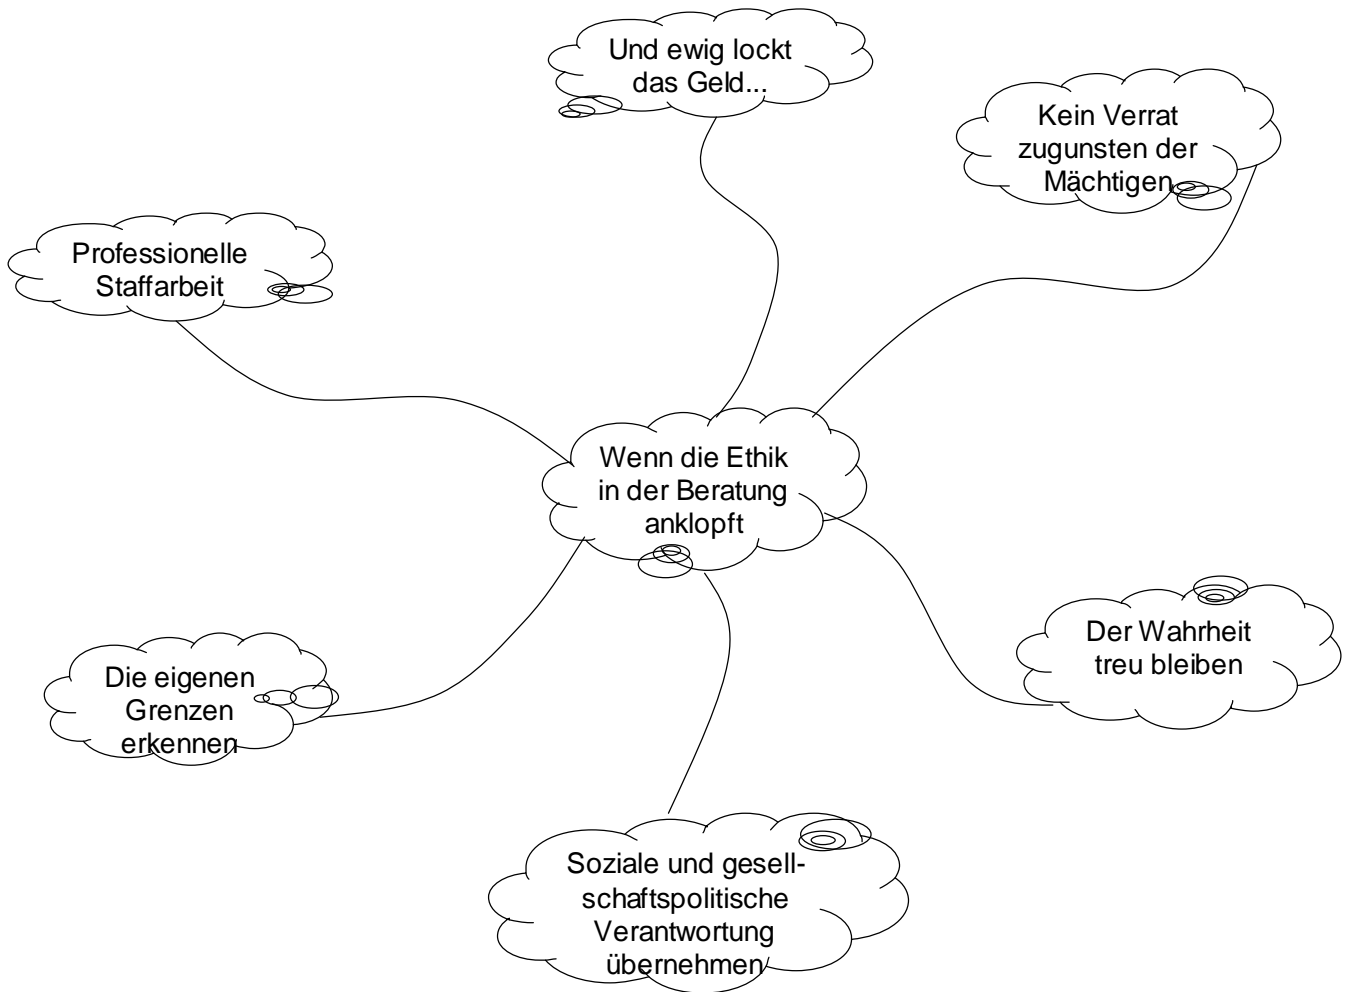 Und ewig lockt
das Geld...
Kein Verrat
zugunsten der
Mächtigen
Professionelle
Staffarbeit
Wenn die Ethik
in der Beratung
anklopft
Der Wahrheit
treu bleiben
Die eigenen
Grenzen
erkennen
Soziale und gesell-
schaftspolitische
Verantwortung
übernehmen